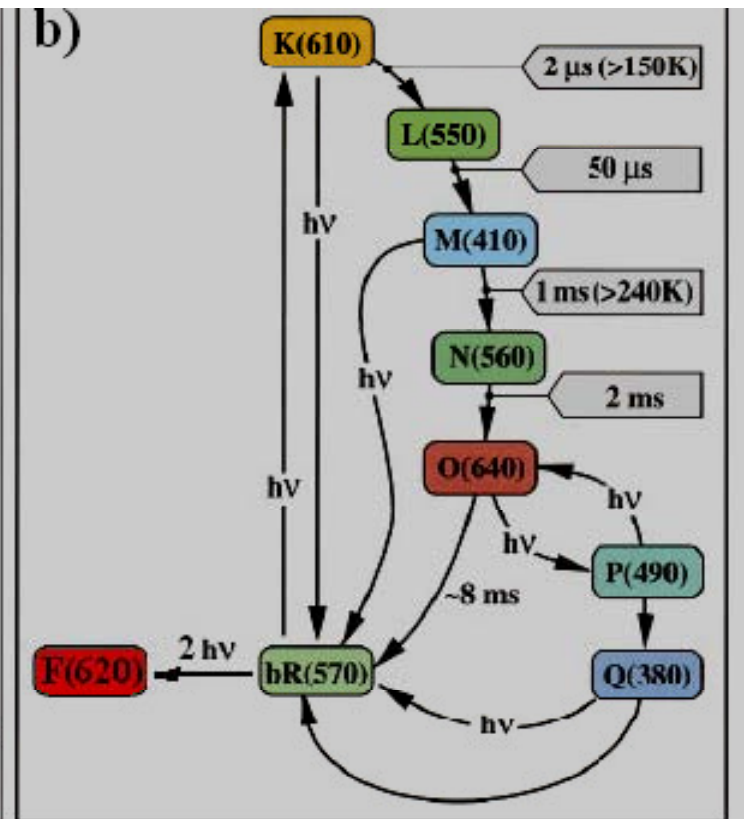 b)
K(610)
2 μs (>150K)
L(550)
50 μs
hν
M(410)
1 ms (>240K)
N(560)
hν
2 ms
O(640)
hν
hν
hν
P(490)
~8 ms
2 hν
F(620)
bR(570)
Q(380)
hν